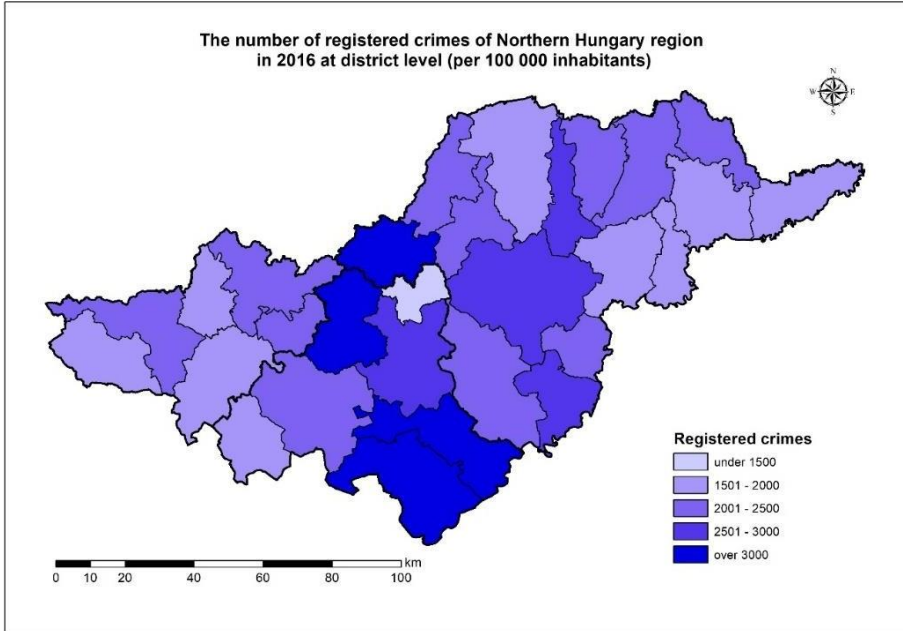 The number of registered crimes of Northern Hungary region
in 2016 at district level (per 100 000 inhabitants)
N
W E
S
Registered crimes
under 1500
1501 - 2000
2001 - 2500
2501 - 3000
over 3000
km
0 10 20 40 60 80 100